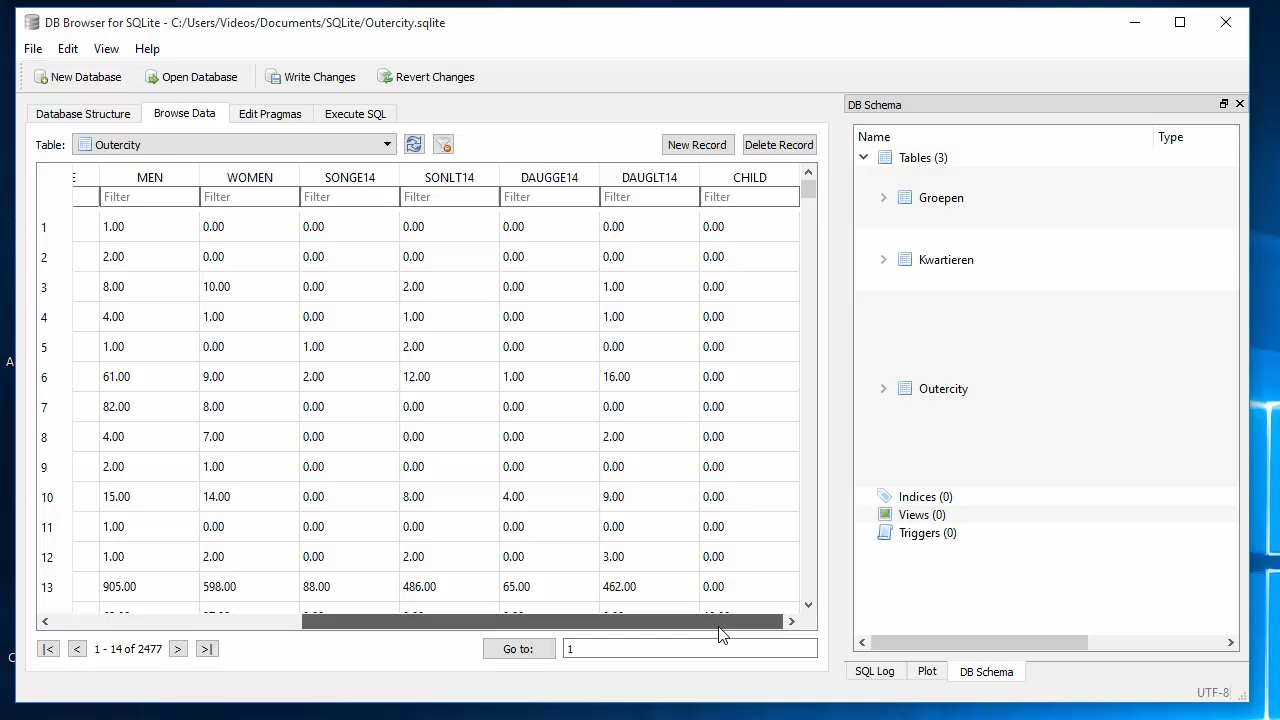 DB Browser for SQLite - C:/Users/Videos/Documents/SQLite/Outercity.sqlite
File Edit View Help
New Database Open Database Write Changes Revert Changes
Database Structure Browse Data Edit Pragmas Execute SQL
Table: Outercity New Record Delete Record
MEN WOMEN SONGE14 SONLT14 DAUGGE14 DAUGLT14 CHILD
Filter Filter Filter Filter Filter Filter Filter
1 1.00 0.00 0.00 0.00 0.00 0.00 0.00
2 2.00 0.00 0.00 0.00 0.00 0.00 0.00
3 8.00 10.00 0.00 2.00 0.00 1.00 0.00
4 4.00 1.00 0.00 1.00 0.00 1.00 0.00
5 1.00 0.00 1.00 2.00 0.00 0.00 0.00
6 61.00 9.00 2.00 12.00 1.00 16.00 0.00
7 82.00 8.00 0.00 0.00 0.00 0.00 0.00
8 4.00 7.00 0.00 0.00 0.00 2.00 0.00
9 2.00 1.00 0.00 0.00 0.00 0.00 0.00
10 15.00 14.00 0.00 8.00 4.00 9.00 0.00
11 1.00 0.00 0.00 0.00 0.00 0.00 0.00
12 1.00 2.00 0.00 2.00 0.00 3.00 0.00
13 905.00 598.00 88.00 486.00 65.00 462.00 0.00
|< < 1 - 14 of 2477 > >| Go to: 1
DB Schema
Name Type
Tables (3)
Groepen
Kwartieren
Outercity
Indices (0)
Views (0)
Triggers (0)
SQL Log Plot DB Schema
UTF-8